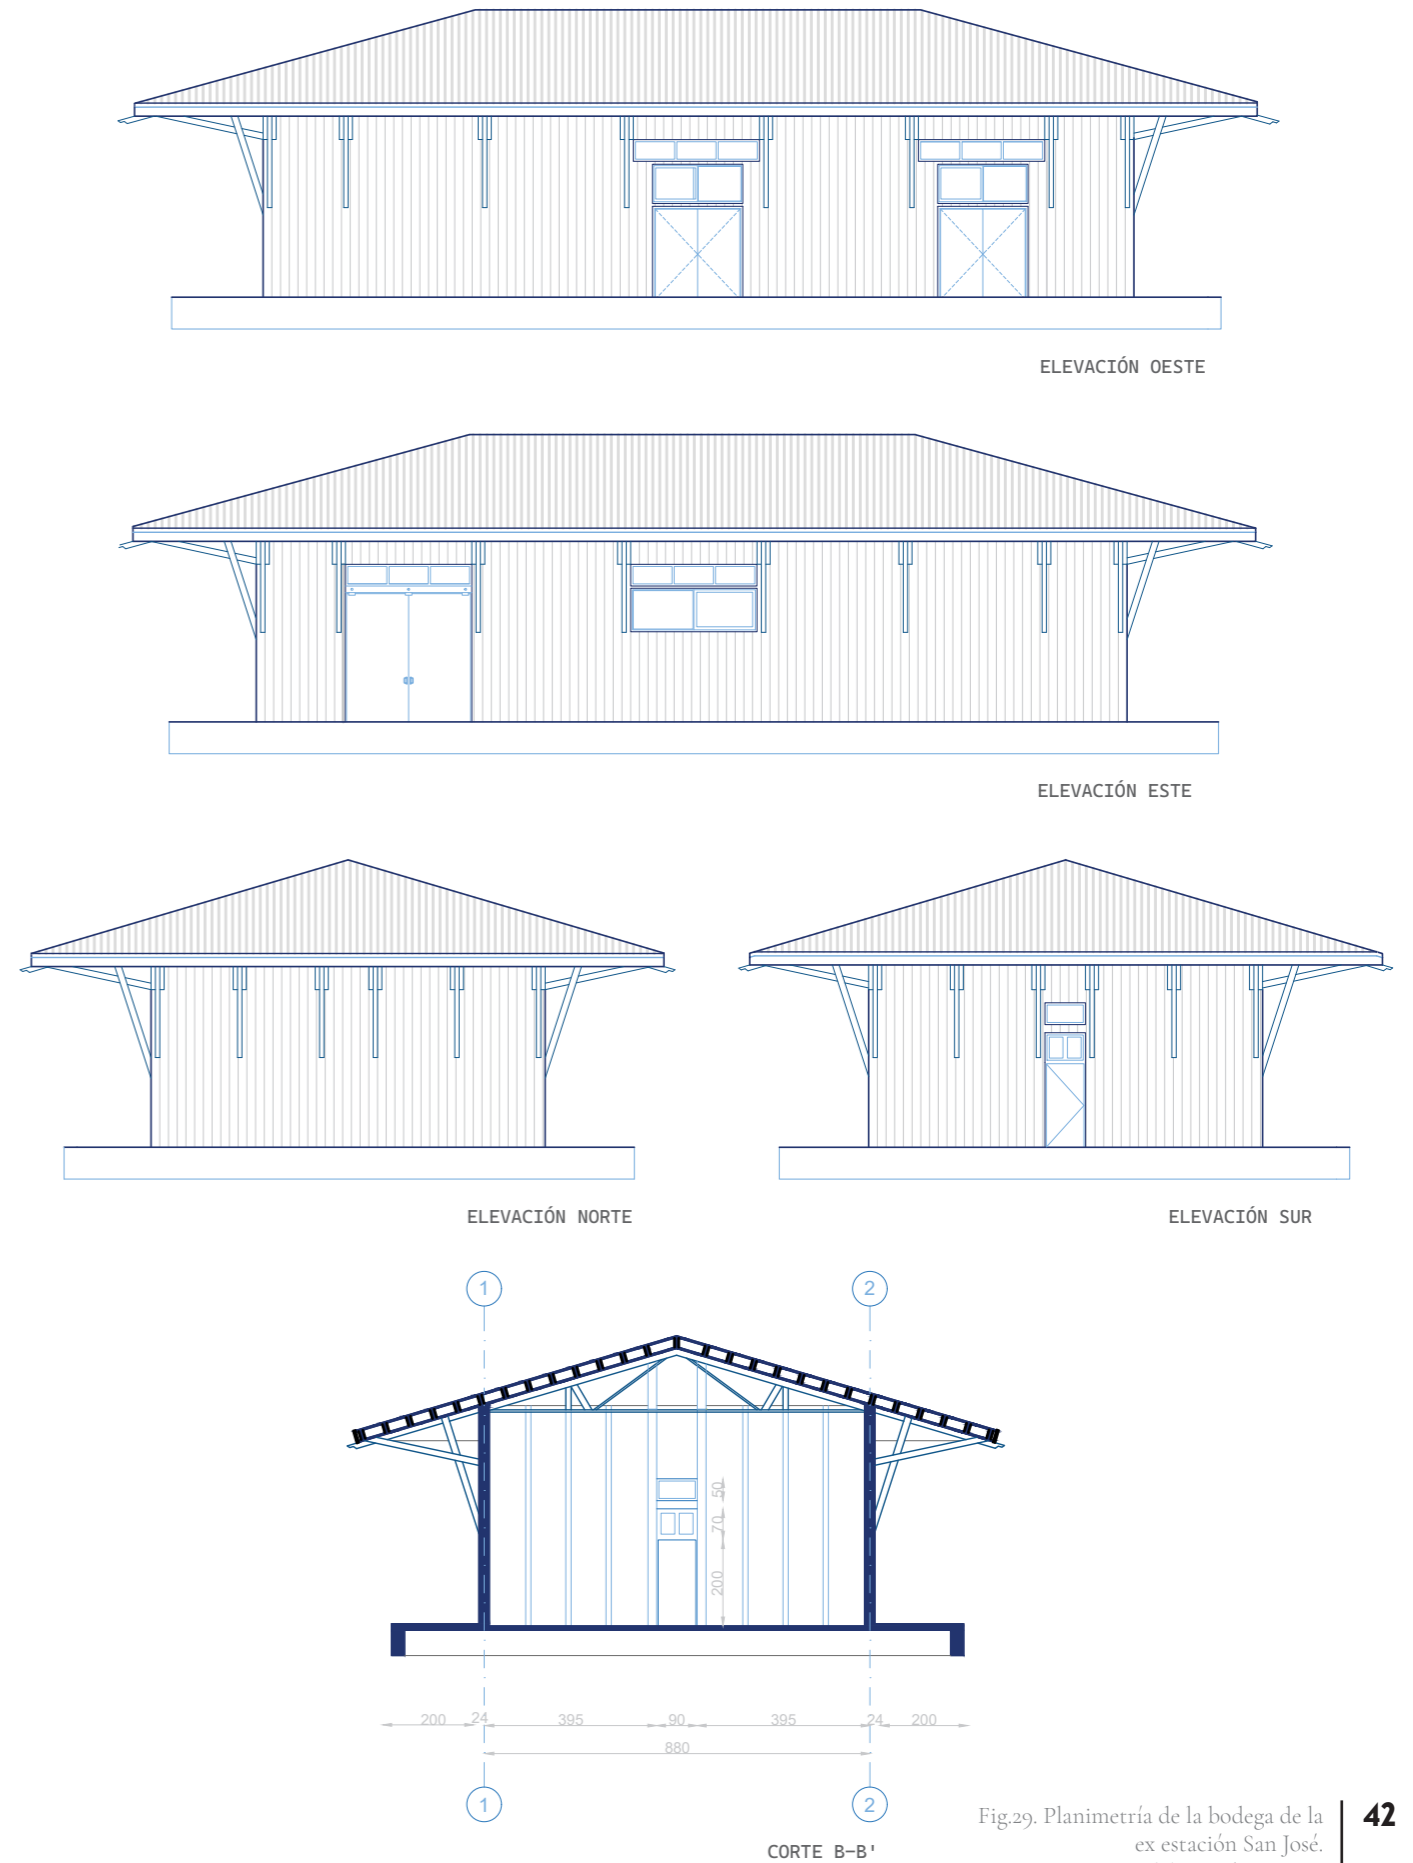 ELEVACIÓN OESTE
ELEVACIÓN ESTE
ELEVACIÓN NORTE
ELEVACIÓN SUR
1
2
50
70
200
200
24
395
90
395
24
200
880
1
2
CORTE B-B'
Fig.29. Planimetría de la bodega de la
ex estación San José.
42